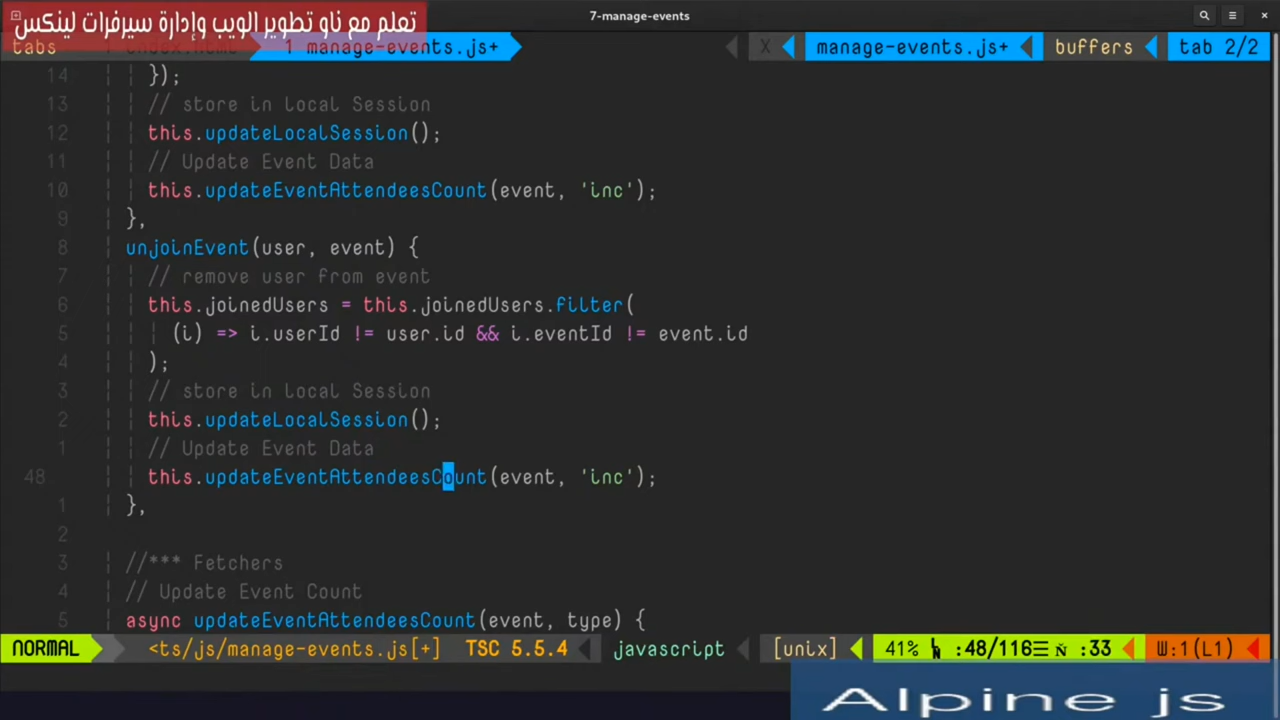 تعلم مع ناو تطوير الويب وإدارة سيرفرات لينكس
7-manage-events
tabs index.html 1 manage-events.js+ X manage-events.js+ buffers tab 2/2
14 });
13 // store in Local Session
12 this.updateLocalSession();
11 // Update Event Data
10 this.updateEventAttendeesCount(event, 'inc');
9 },
8 unjoinEvent(user, event) {
7 // remove user from event
6 this.joinedUsers = this.joinedUsers.filter(
5 (i) => i.userId != user.id && i.eventId != event.id
4 );
3 // store in Local Session
2 this.updateLocalSession();
1 // Update Event Data
48 this.updateEventAttendeesCount(event, 'inc');
1 },
2
3 //*** Fetchers
4 // Update Event Count
5 async updateEventAttendeesCount(event, type) {
NORMAL <ts/js/manage-events.js[+] TSC 5.5.4 javascript [unix] 41% :48/116☰ :33 W:1(L1)
Alpine js